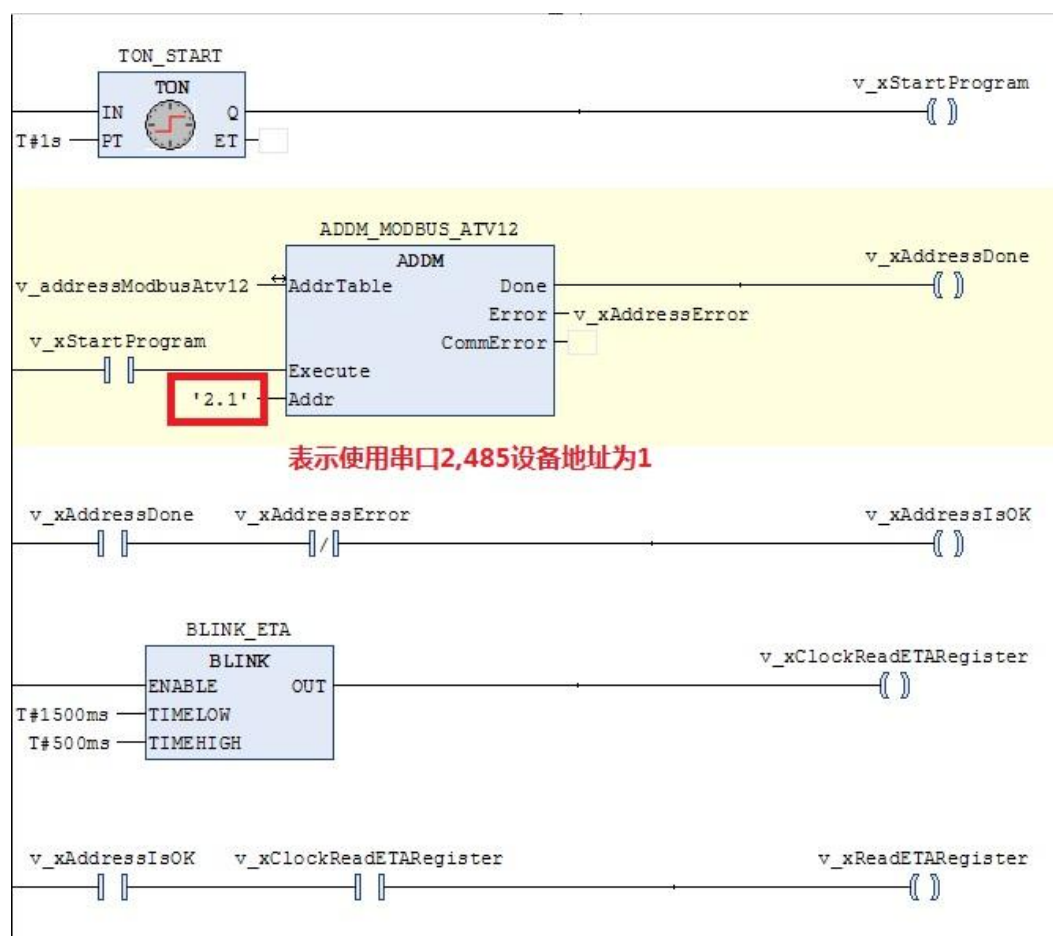 TON_START
TON
v_xStartProgram
IN Q
T#1s PT ET
ADDM_MODBUS_ATV12
ADDM
v_xAddressDone
v_addressModbusAtv12 AddrTable Done
Error v_xAddressError
v_xStartProgram CommError
Execute
'2.1' Addr
表示使用串口2,485设备地址为1
v_xAddressDone v_xAddressError v_xAddressIsOK
BLINK_ETA
BLINK
v_xClockReadETARegister
ENABLE OUT
T#1500ms TIMELOW
T#500ms TIMEHIGH
v_xAddressIsOK v_xClockReadETARegister v_xReadETARegister